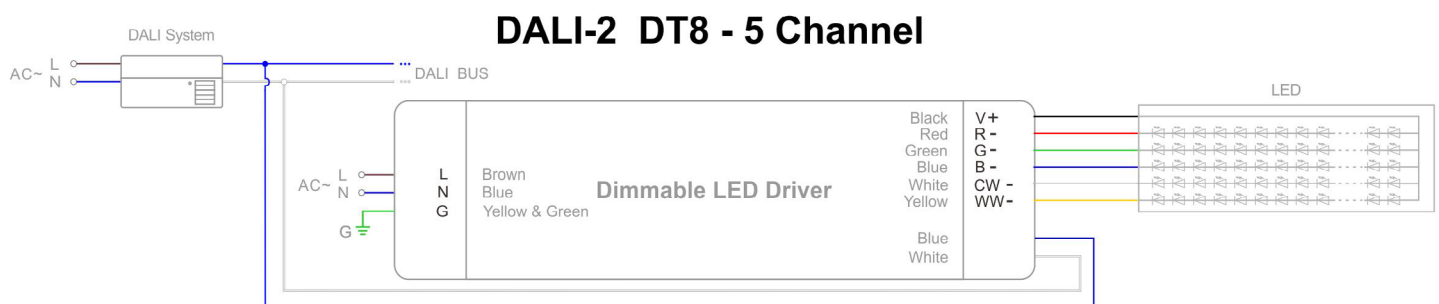 DALI-2 DT8 - 5 Channel
DALI System
AC~ L
N
DALI BUS
LED
Black V+
Red R-
Green G-
Blue B-
White CW -
Yellow WW-
AC~ L
N
G
L Brown
N Blue
G Yellow & Green
Dimmable LED Driver
Blue
White